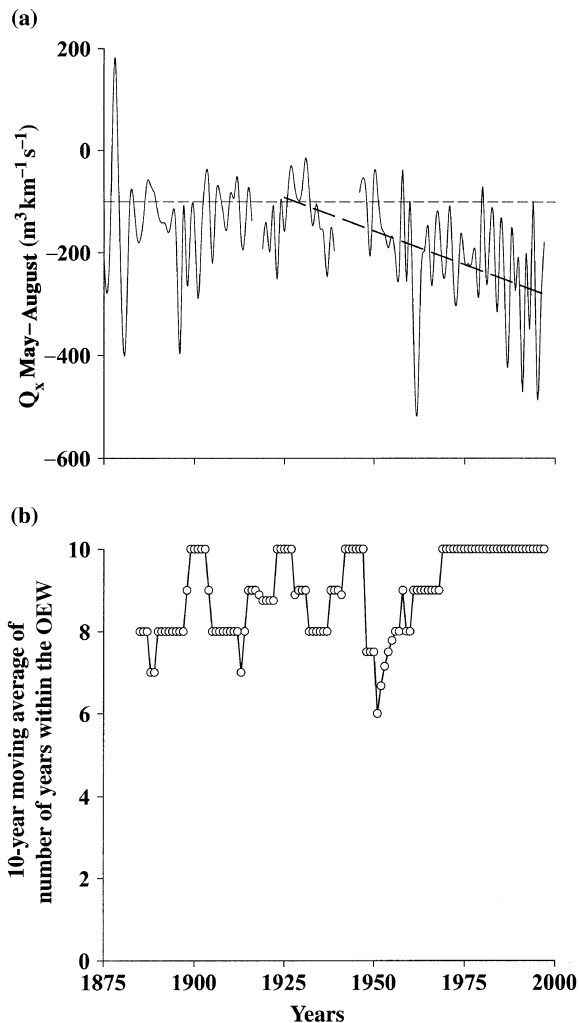 (a)
Qx May–August (m³ km⁻¹ s⁻¹)
200
0
−200
−400
−600
(b)
10-year moving average of
number of years within the OEW
10
8
6
4
2
0
1875 1900 1925 1950 1975 2000
Years